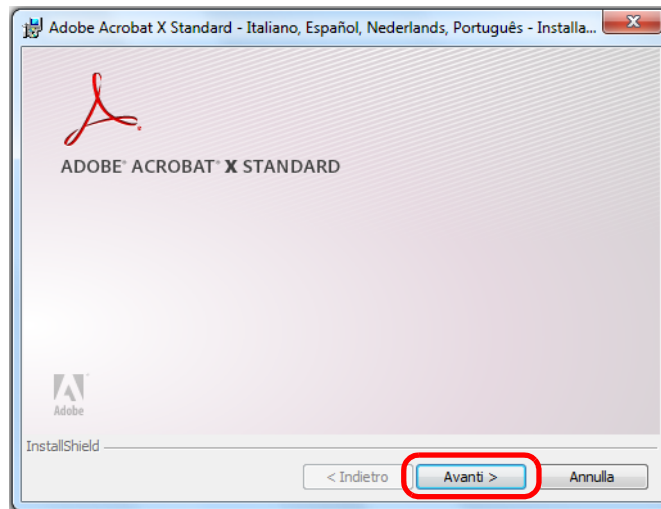 Adobe Acrobat X Standard - Italiano, Español, Nederlands, Português - Installa...
ADOBE® ACROBAT® X STANDARD
Adobe
InstallShield
< Indietro
Avanti >
Annulla